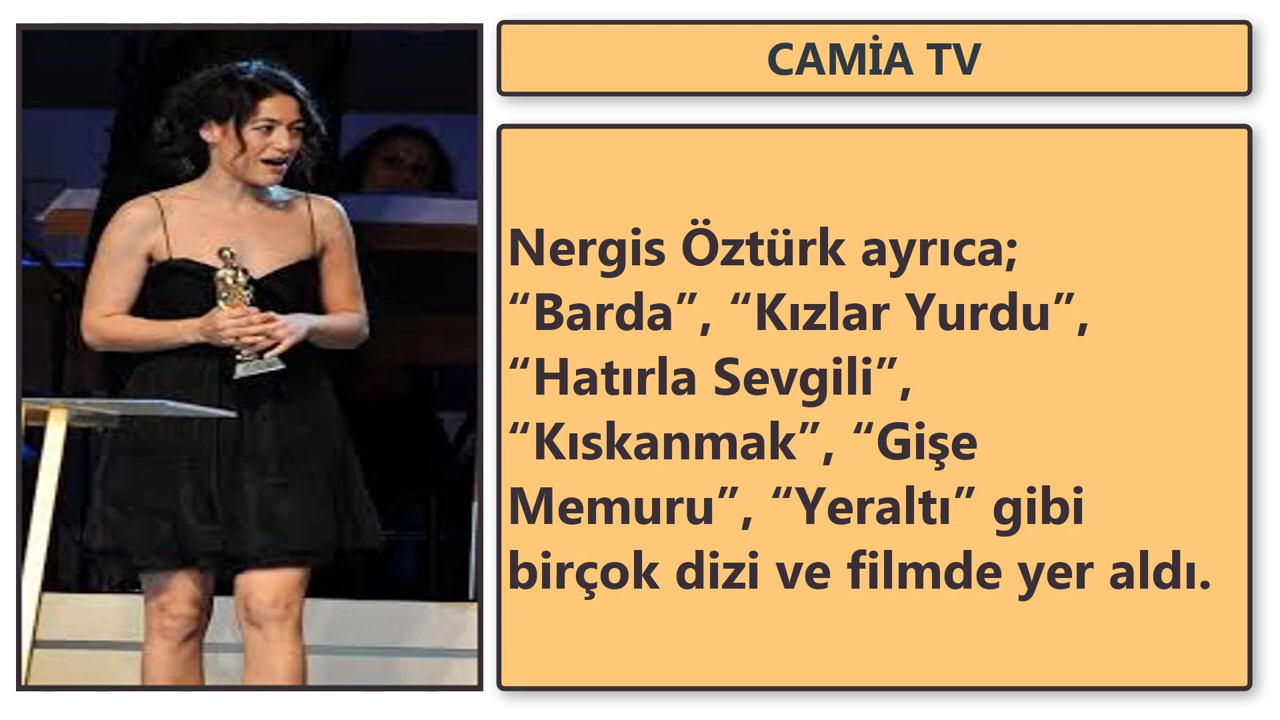 CAMİA TV
Nergis Öztürk ayrıca;
“Barda”, “Kızlar Yurdu”,
“Hatırla Sevgili”,
“Kıskanmak”, “Gişe
Memuru”, “Yeraltı” gibi
birçok dizi ve filmde yer aldı.